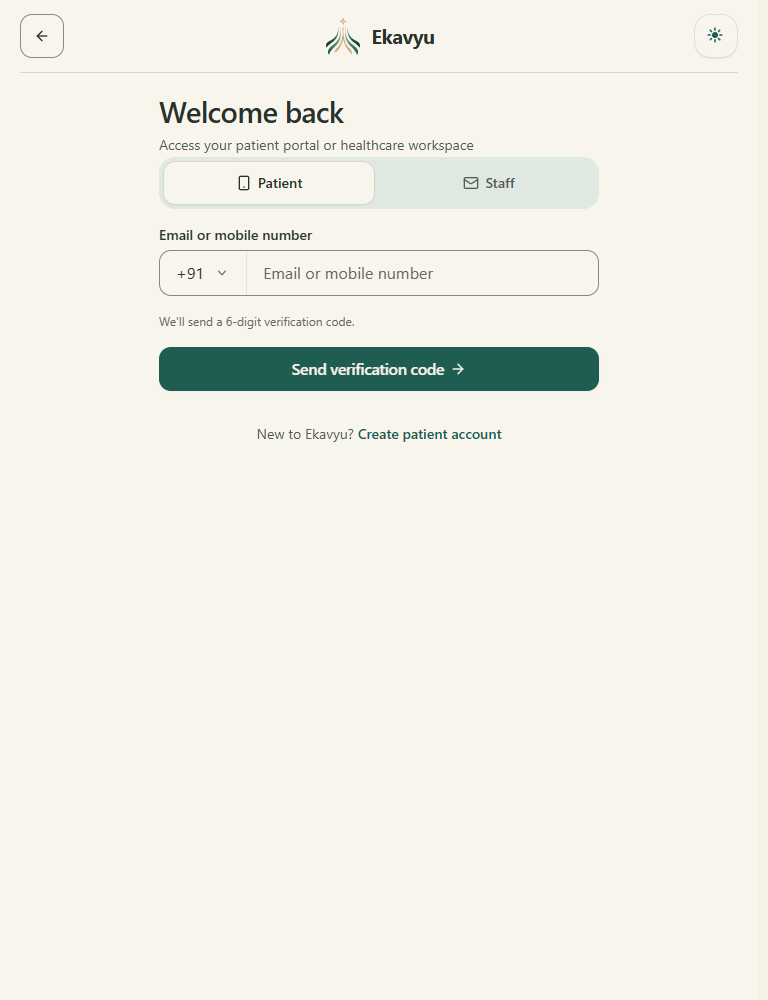 Ekavyu
Welcome back
Access your patient portal or healthcare workspace
Patient
Staff
Email or mobile number
+91
Email or mobile number
We'll send a 6-digit verification code.
Send verification code →
New to Ekavyu? Create patient account